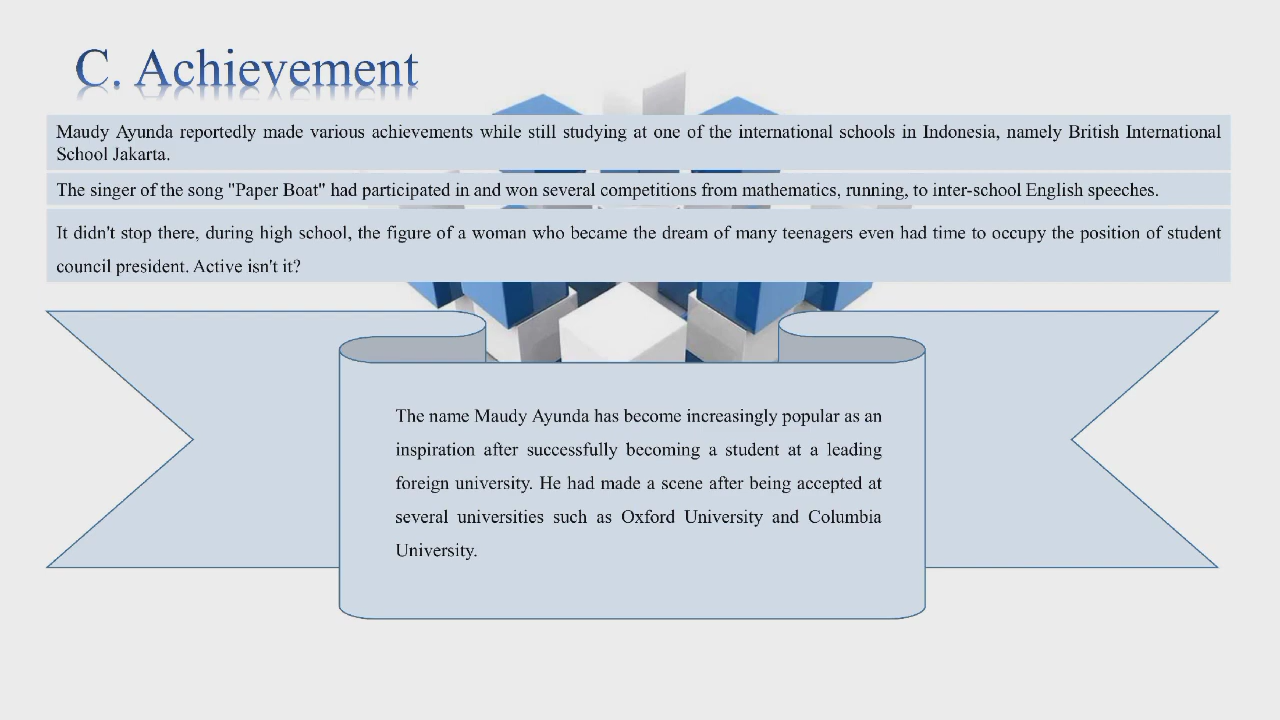 C. Achievement
Maudy Ayunda reportedly made various achievements while still studying at one of the international schools in Indonesia, namely British International
School Jakarta.
The singer of the song "Paper Boat" had participated in and won several competitions from mathematics, running, to inter-school English speeches.
It didn't stop there, during high school, the figure of a woman who became the dream of many teenagers even had time to occupy the position of student
council president. Active isn't it?
The name Maudy Ayunda has become increasingly popular as an
inspiration after successfully becoming a student at a leading
foreign university. He had made a scene after being accepted at
several universities such as Oxford University and Columbia
University.